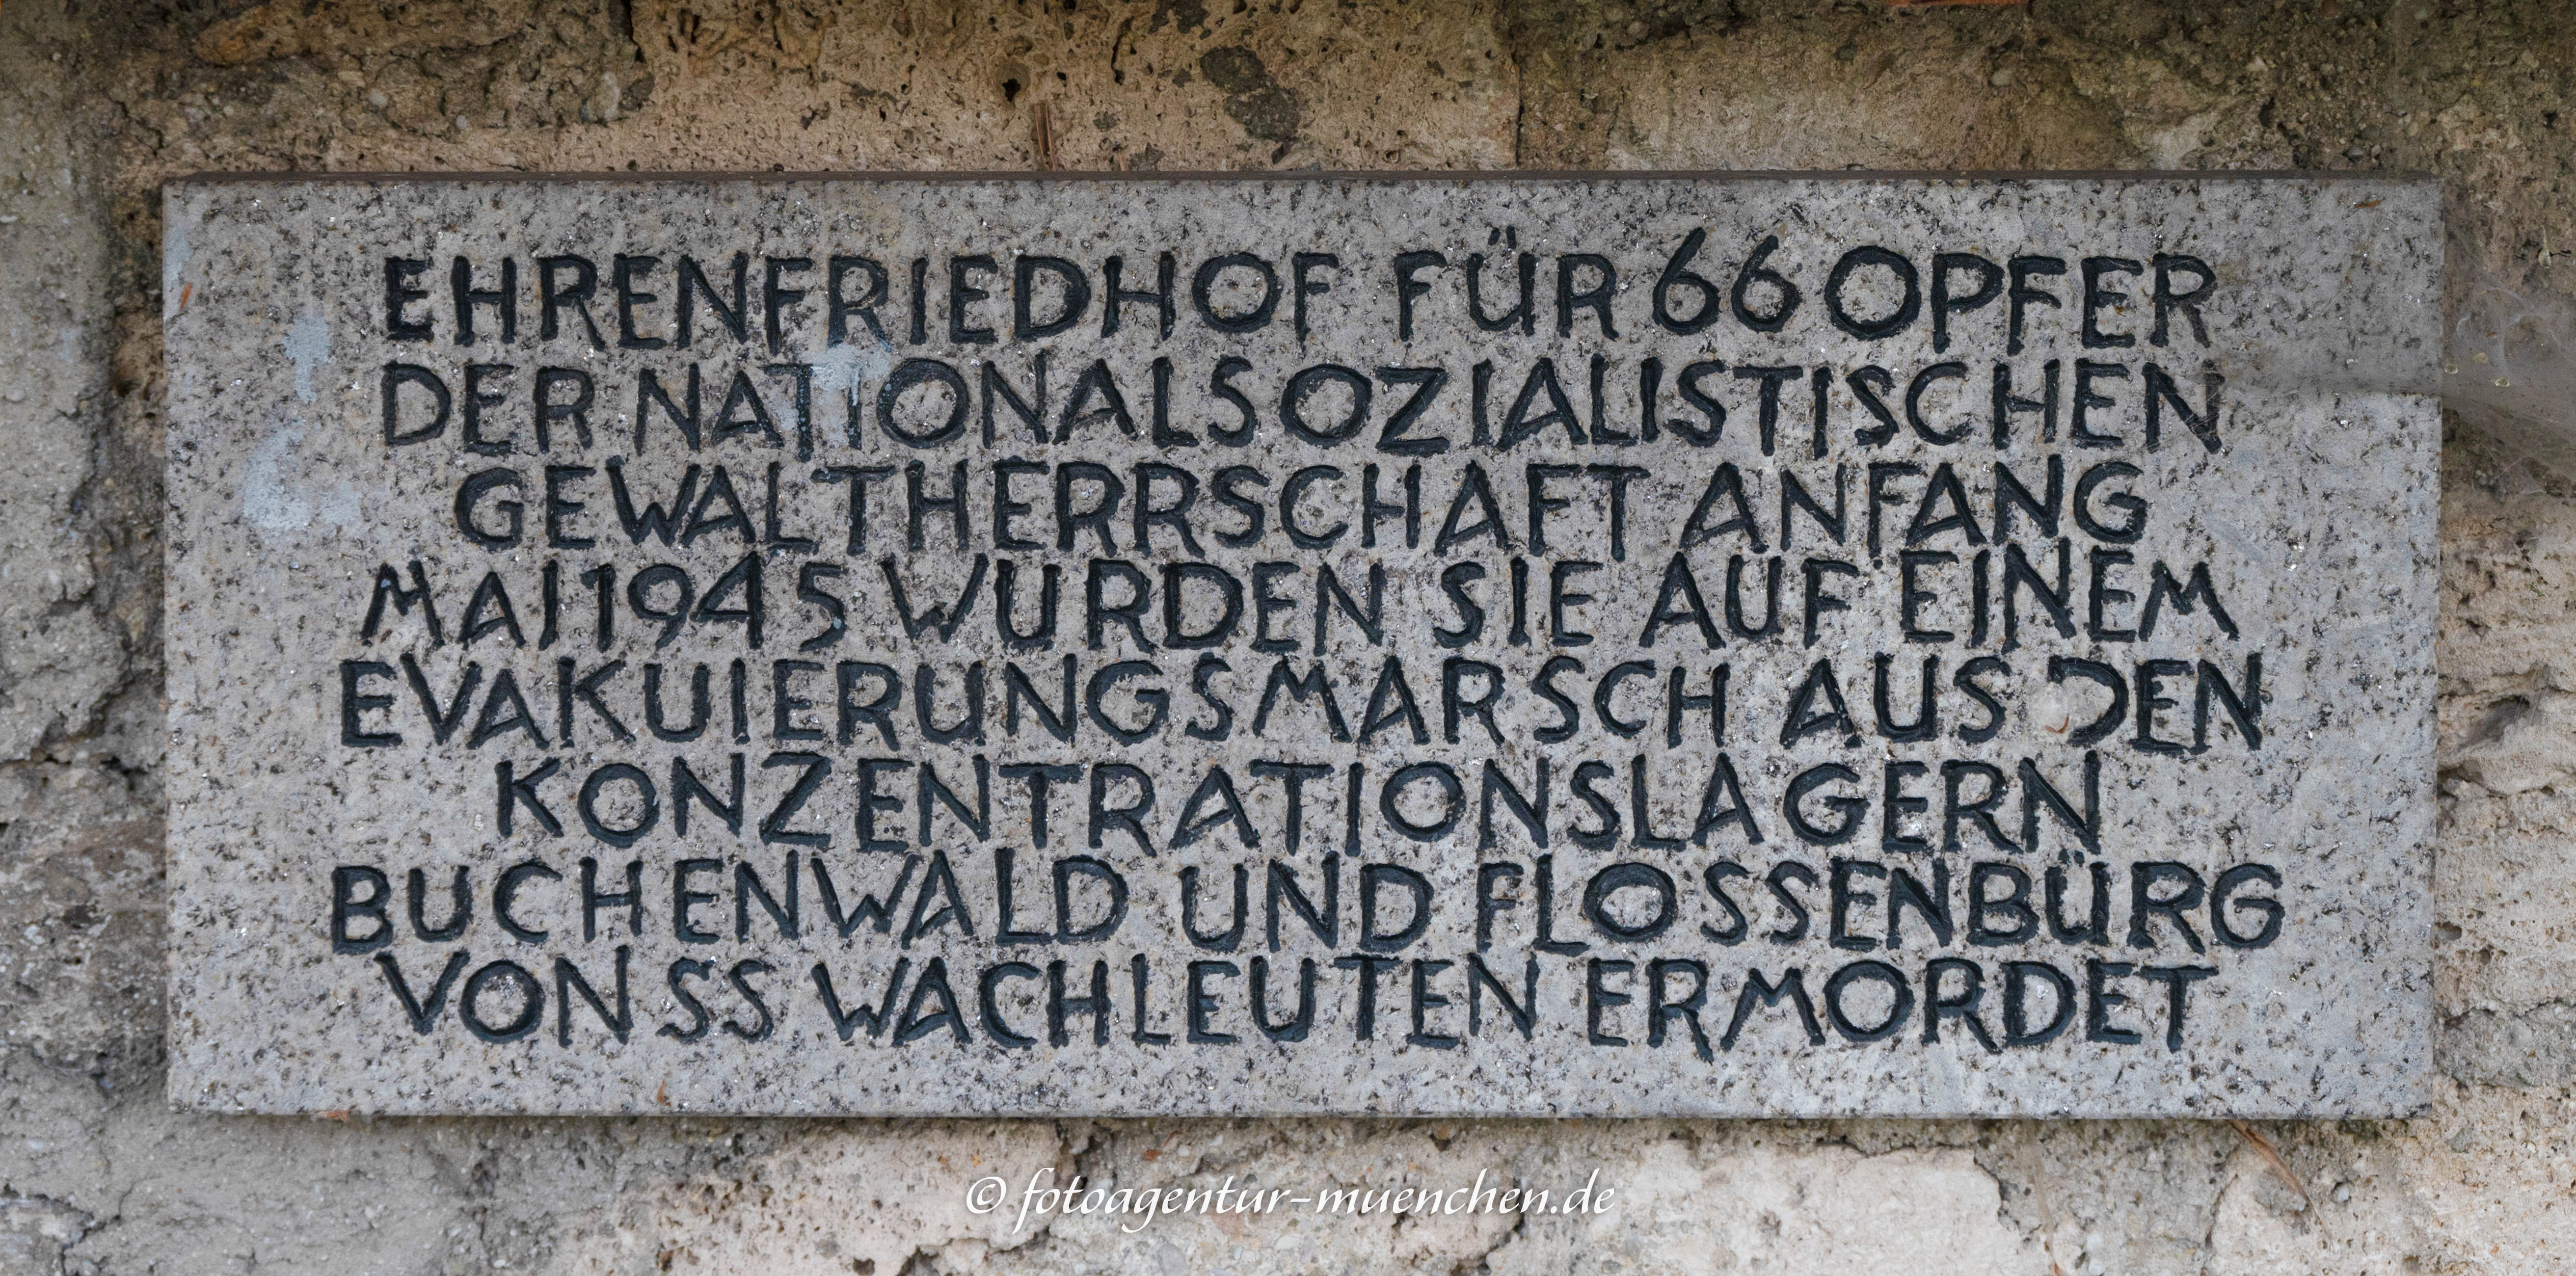 EHRENFRIEDHOF FÜR 66 OPFER
DER NATIONALSOZIALISTISCHEN
GEWALTHERRSCHAFT ANFANG
MAI 1945 WURDEN SIE AUF EINEM
EVAKUIERUNGSMARSCH AUS DEN
KONZENTRATIONSLAGERN
BUCHENWALD UND FLOSSENBÜRG
VON SS WACHLEUTEN ERMORDET
© fotoagentur-muenchen.de